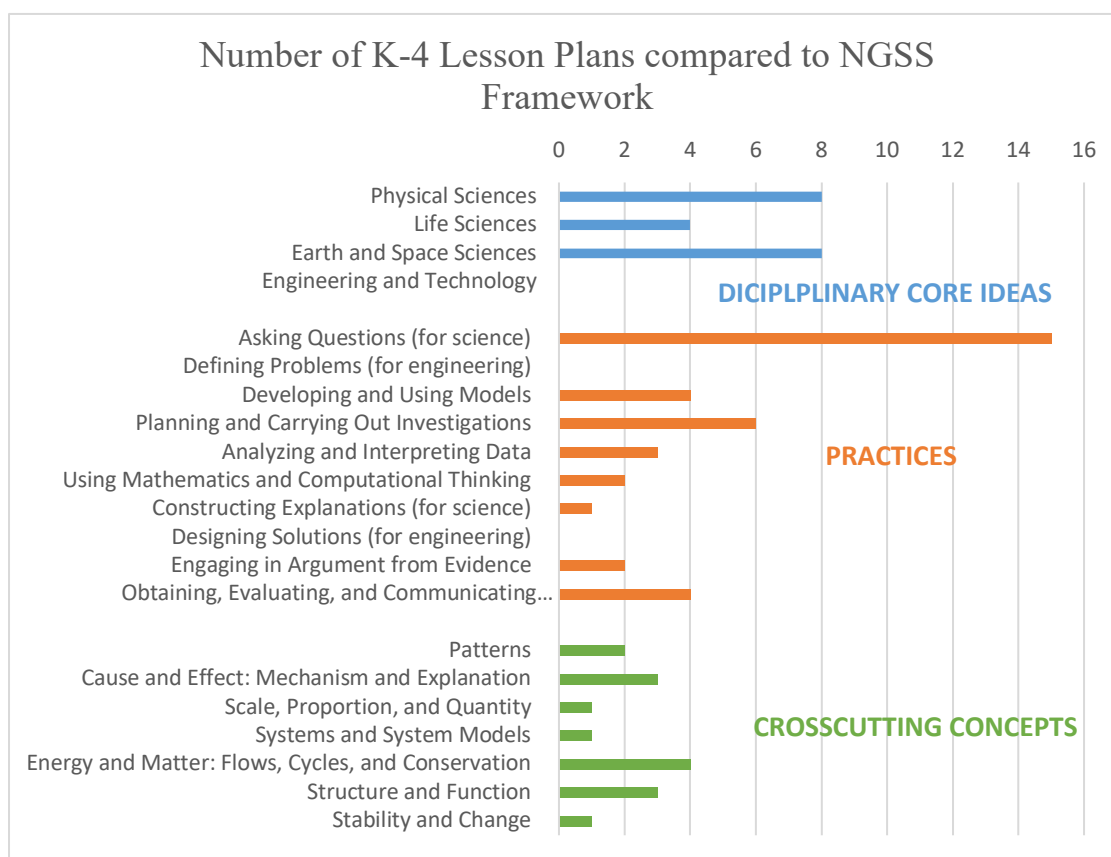 Number of K-4 Lesson Plans compared to NGSS
Framework
0 2 4 6 8 10 12 14 16
Physical Sciences
Life Sciences
Earth and Space Sciences
Engineering and Technology
DICIPLPLINARY CORE IDEAS
Asking Questions (for science)
Defining Problems (for engineering)
Developing and Using Models
Planning and Carrying Out Investigations
Analyzing and Interpreting Data
PRACTICES
Using Mathematics and Computational Thinking
Constructing Explanations (for science)
Designing Solutions (for engineering)
Engaging in Argument from Evidence
Obtaining, Evaluating, and Communicating...
Patterns
Cause and Effect: Mechanism and Explanation
Scale, Proportion, and Quantity
CROSSCUTTING CONCEPTS
Systems and System Models
Energy and Matter: Flows, Cycles, and Conservation
Structure and Function
Stability and Change